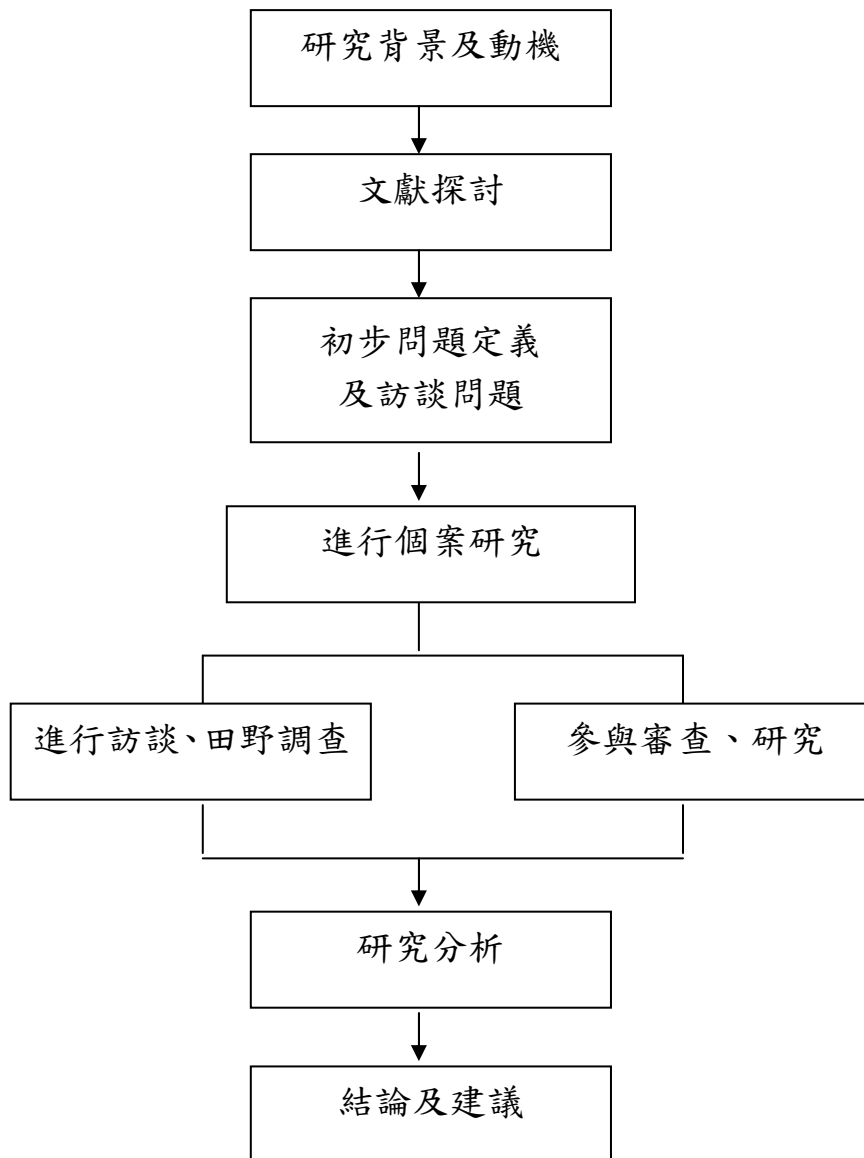 研究背景及動機
文獻探討
初步問題定義
及訪談問題
進行個案研究
進行訪談、田野調查
參與審查、研究
研究分析
結論及建議